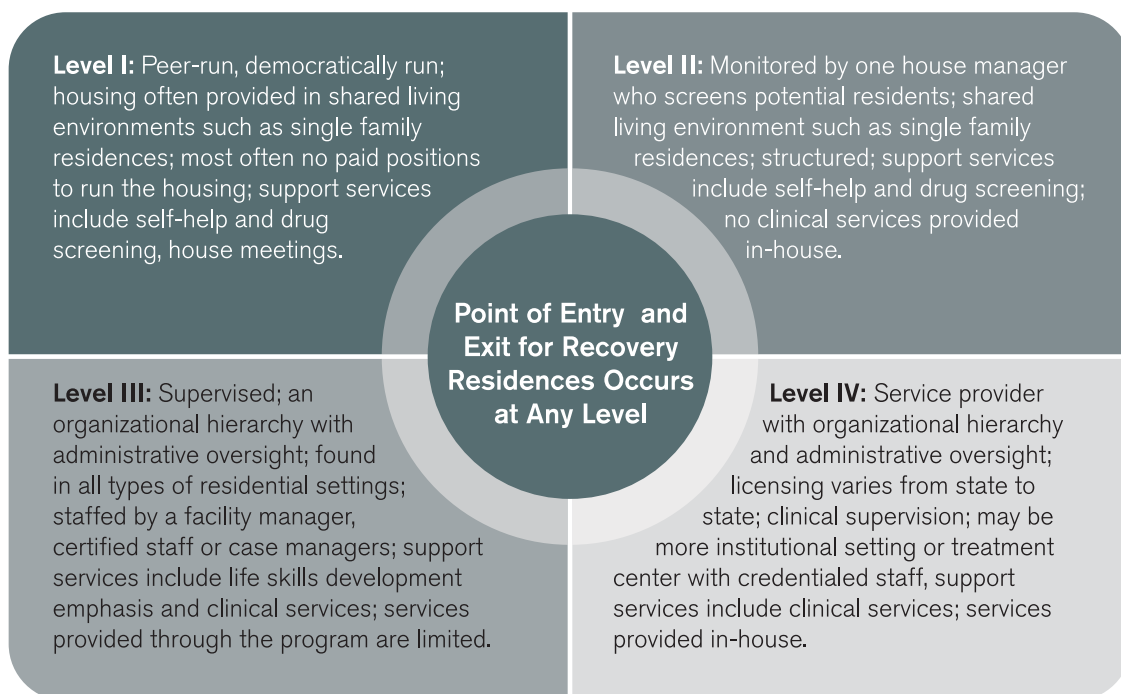 Level I: Peer-run, democratically run;
housing often provided in shared living
environments such as single family
residences; most often no paid positions
to run the housing; support services
include self-help and drug
screening, house meetings.
Level II: Monitored by one house manager
who screens potential residents; shared
living environment such as single family
residences; structured; support services
include self-help and drug screening;
no clinical services provided
in-house.
Point of Entry and
Exit for Recovery
Residences Occurs
at Any Level
Level III: Supervised; an
organizational hierarchy with
administrative oversight; found
in all types of residential settings;
staffed by a facility manager,
certified staff or case managers; support
services include life skills development
emphasis and clinical services; services
provided through the program are limited.
Level IV: Service provider
with organizational hierarchy
and administrative oversight;
licensing varies from state to
state; clinical supervision; may be
more institutional setting or treatment
center with credentialed staff, support
services include clinical services; services
provided in-house.